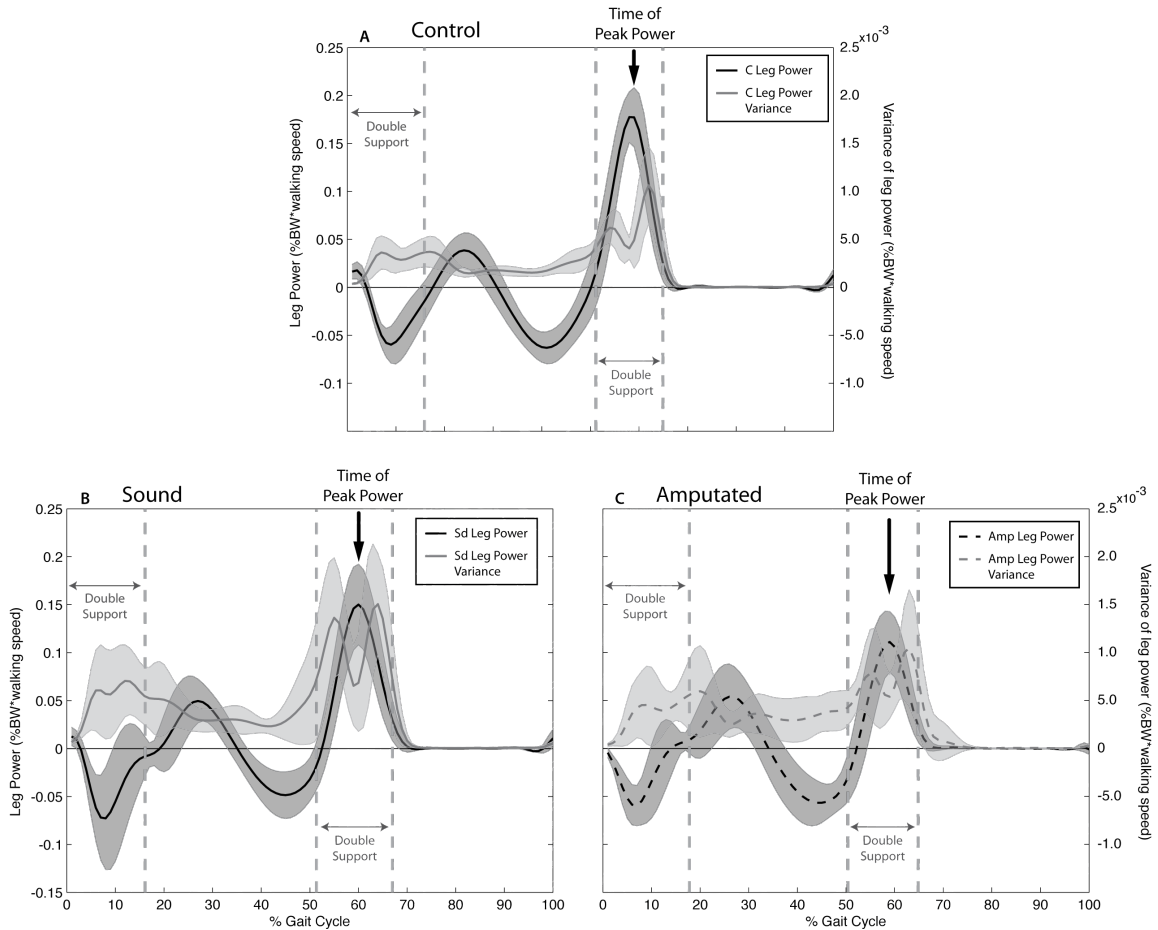 A Control
Time of
Peak Power
0.25
0.2
0.15
0.1
0.05
0
-0.05
-0.1
Leg Power (%BW*walking speed)
Double
Support
Double
Support
C Leg Power
C Leg Power
Variance
2.5x10-3
2.0
1.5
1.0
5.0
0
-5.0
-1.0
Variance of leg power (%BW*walking speed)
B Sound
Time of
Peak Power
0.25
0.2
0.15
0.1
0.05
0
-0.05
-0.1
-0.15
Leg Power (%BW*walking speed)
Double
Support
Double
Support
Sd Leg Power
Sd Leg Power
Variance
0 10 20 30 40 50 60 70 80 90 100
% Gait Cycle
C Amputated
Time of
Peak Power
Double
Support
Double
Support
Amp Leg Power
Amp Leg Power
Variance
2.5x10-3
2.0
1.5
1.0
5.0
0
-5.0
-1.0
Variance of leg power (%BW*walking speed)
0 10 20 30 40 50 60 70 80 90 100
% Gait Cycle